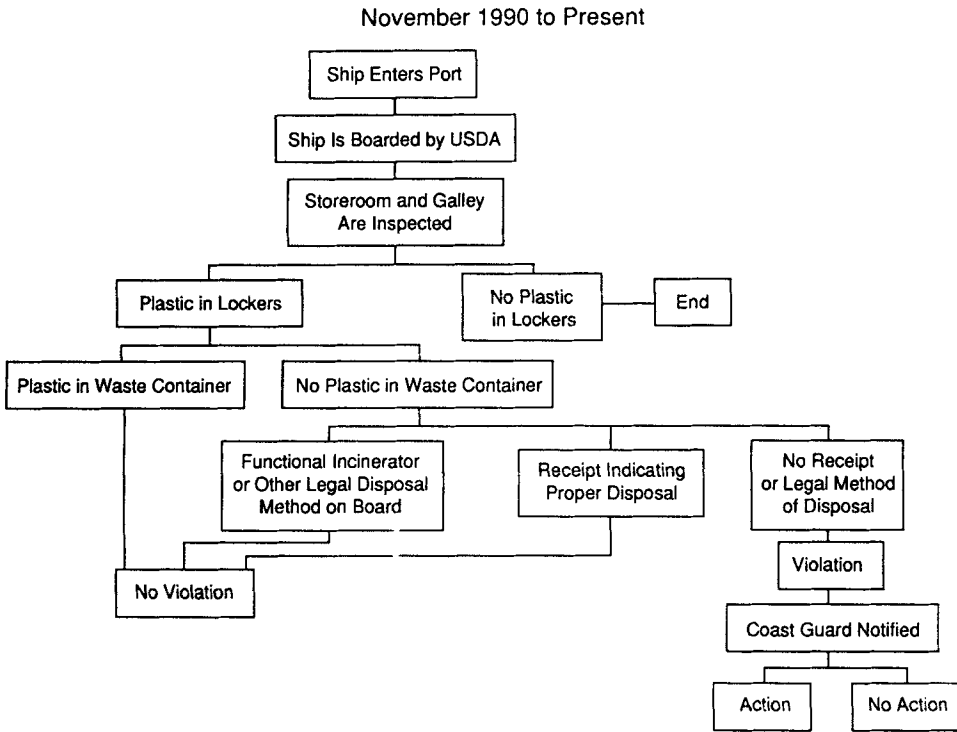 November 1990 to Present
Ship Enters Port
Ship Is Boarded by USDA
Storeroom and Galley
Are Inspected
Plastic in Lockers
No Plastic
in Lockers
End
Plastic in Waste Container
No Plastic in Waste Container
Functional Incinerator
or Other Legal Disposal
Method on Board
Receipt Indicating
Proper Disposal
No Receipt
or Legal Method
of Disposal
No Violation
Violation
Coast Guard Notified
Action
No Action